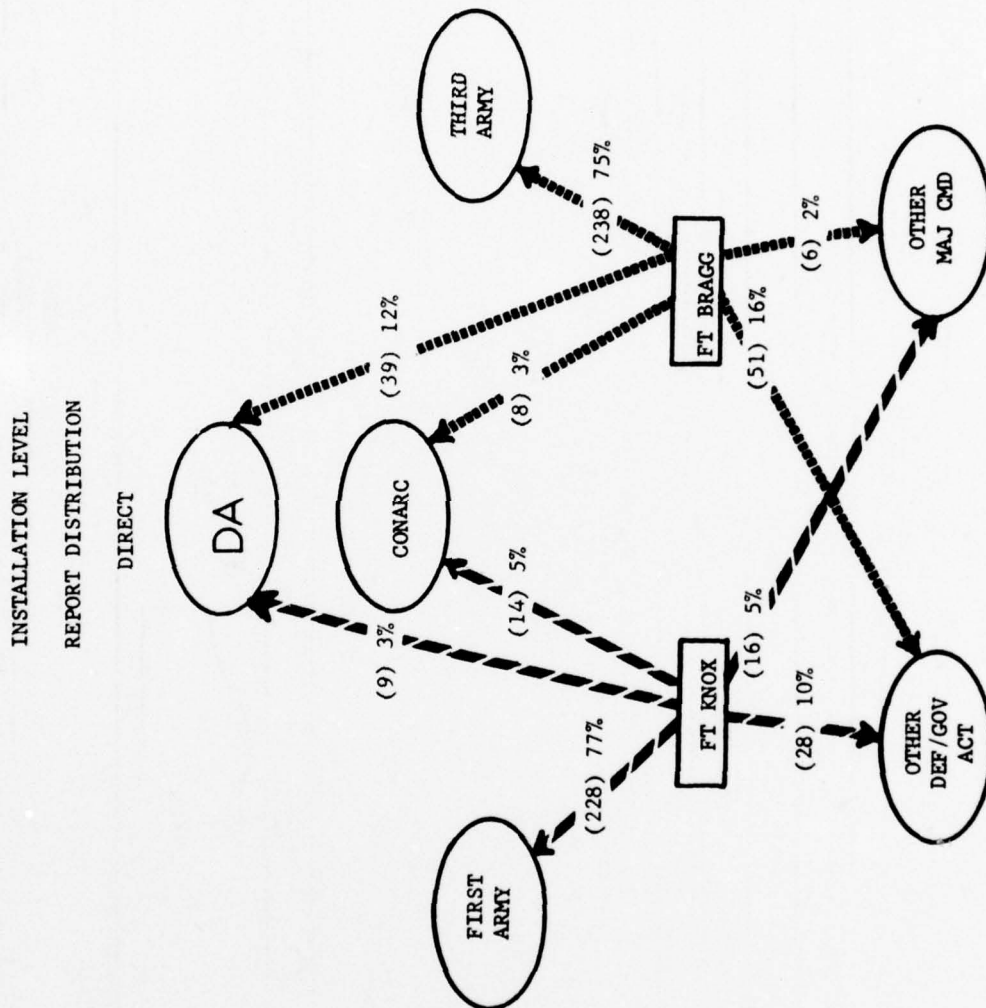 INSTALLATION LEVEL
REPORT DISTRIBUTION
DIRECT
DA
CONARC
FIRST
ARMY
THIRD
ARMY
(9) 3%
(39) 12%
(14) 5%
(8) 3%
(228) 77%
(238) 75%
FT KNOX
FT BRAGG
(28) 10%
(16) 5%
(51) 16%
(6) 2%
OTHER
DEF/GOV
ACT
OTHER
MAJ CMD